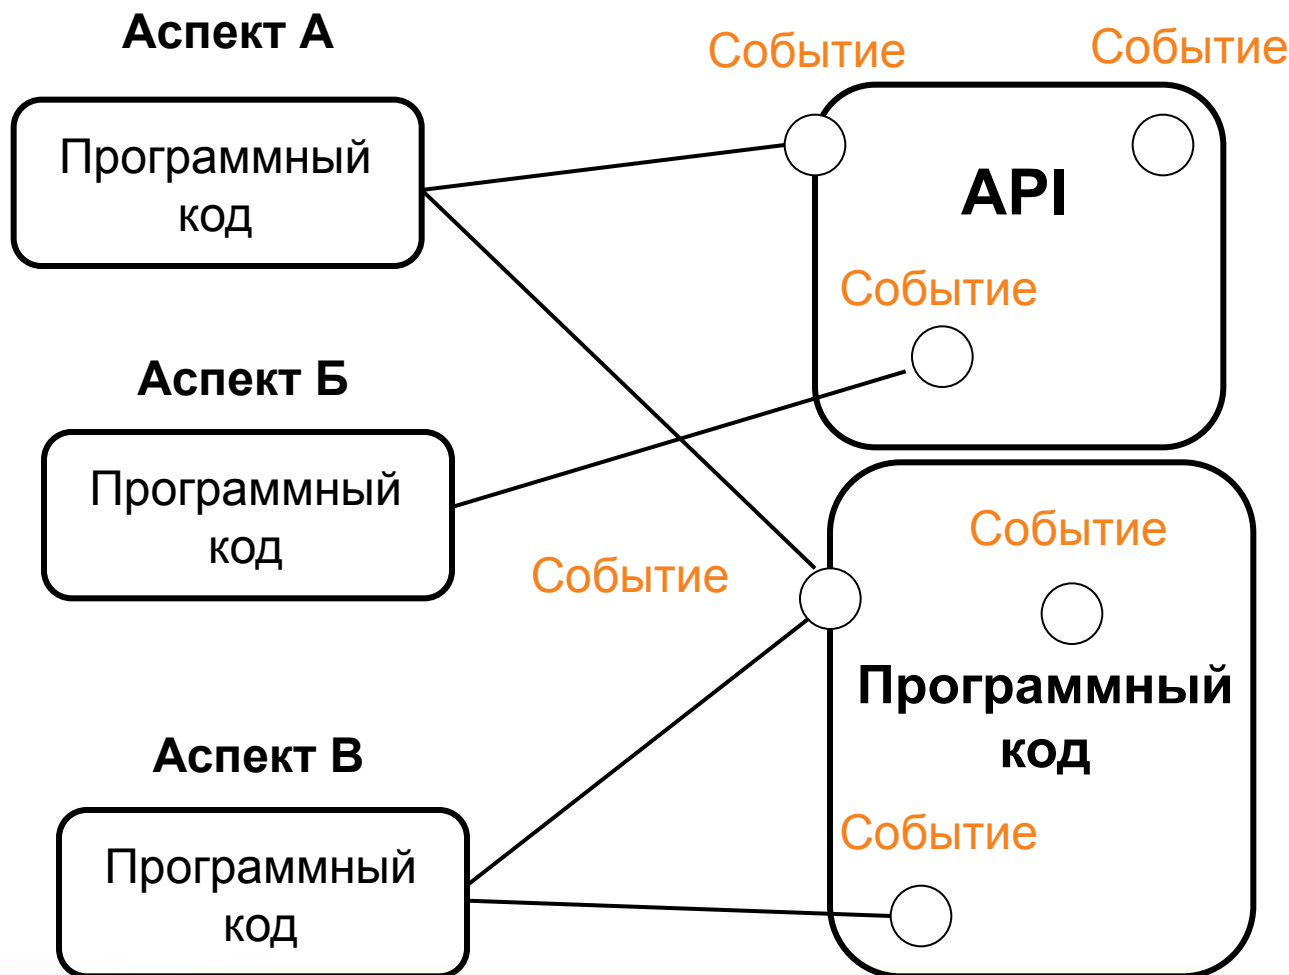 Аспект А
Событие
Событие
Программный
код
API
Событие
Аспект Б
Программный
код
Событие
Событие
Программный
код
Аспект В
Событие
Программный
код